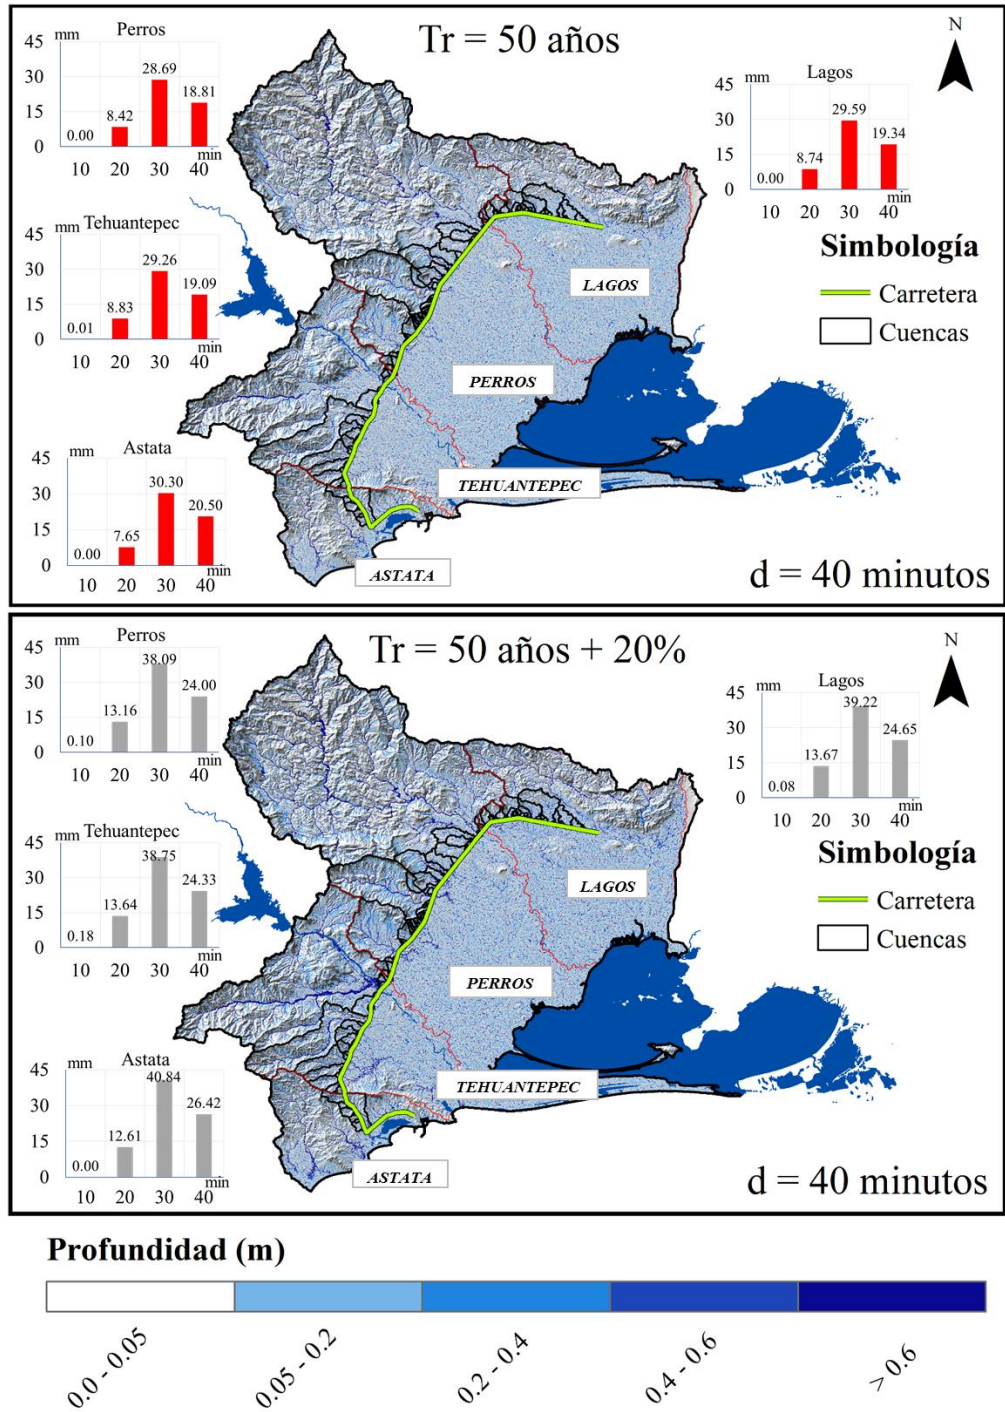 Tr = 50 años
Perros
mm
45
30
15
0
0.00
8.42
28.69
18.81
min
10 20 30 40
Lagos
mm
45
30
15
0
0.00
8.74
29.59
19.34
min
10 20 30 40
N
Tehuantepec
mm
45
30
15
0
0.01
8.83
29.26
19.09
min
10 20 30 40
Simbología
Carretera
Cuencas
LAGOS
PERROS
TEHUANTEPEC
ASTATA
Astata
mm
45
30
15
0
0.00
7.65
30.30
20.50
min
10 20 30 40
d = 40 minutos
Tr = 50 años + 20%
Perros
mm
45
30
15
0
0.10
13.16
38.09
24.00
min
10 20 30 40
Lagos
mm
45
30
15
0
0.08
13.67
39.22
24.65
min
10 20 30 40
N
Tehuantepec
mm
45
30
15
0
0.18
13.64
38.75
24.33
min
10 20 30 40
Simbología
Carretera
Cuencas
LAGOS
PERROS
TEHUANTEPEC
ASTATA
Astata
mm
45
30
15
0
0.00
12.61
40.84
26.42
min
10 20 30 40
d = 40 minutos
Profundidad (m)
0.0 - 0.05
0.05 - 0.2
0.2 - 0.4
0.4 - 0.6
> 0.6